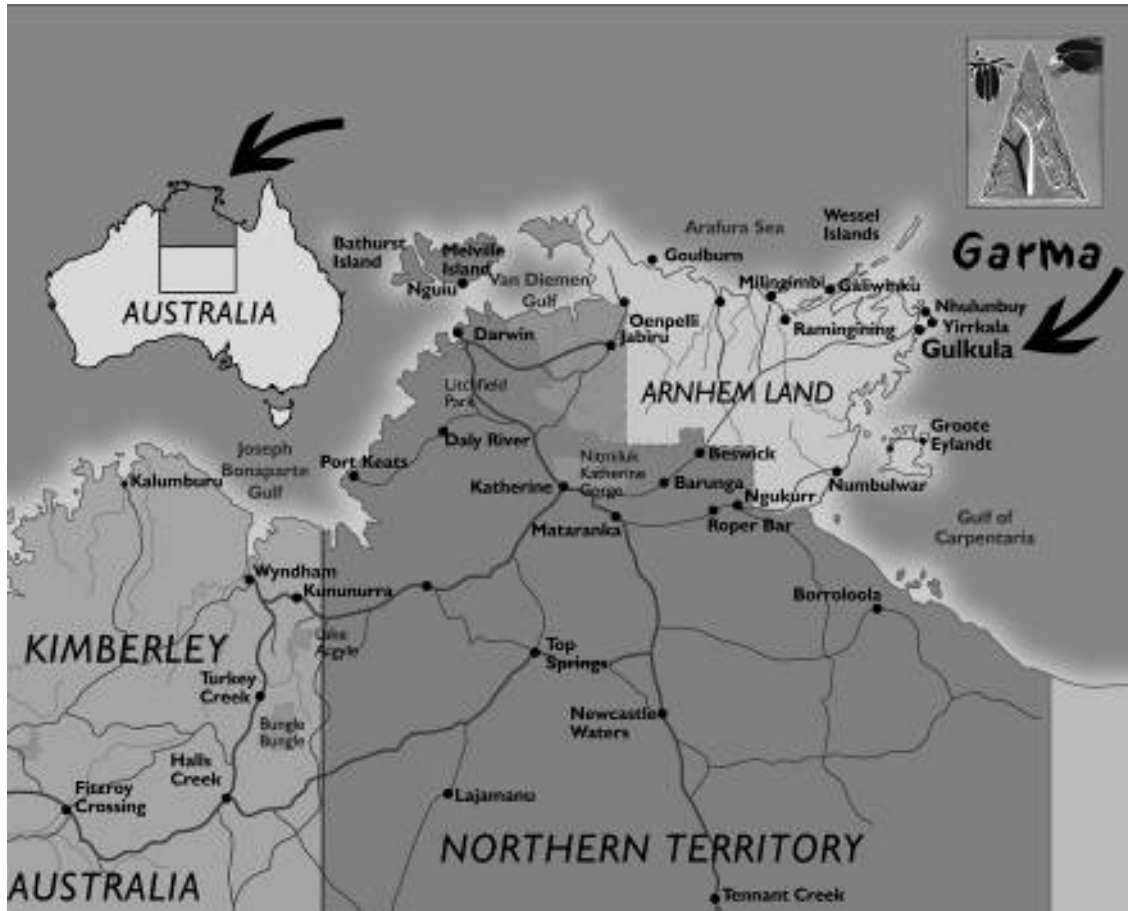 Wessel
Islands
Arafura Sea
Garma
Bathurst
Island
Melville
Island
Goulburn
Nguiu
Van Diemen
Gulf
Milingimbi
Galiwinku
Nhulunbuy
AUSTRALIA
Oenpelli
Ramingining
Yirrkala
Darwin
Jabiru
Gulkula
Litchfield
Park
ARNHEM LAND
Groote
Eylandt
Daly River
Joseph
Bonaparte
Gulf
Port Keats
Nitmiluk
Katherine
Gorge
Beswick
Kalumburu
Katherine
Barunga
Numbulwar
Ngukurr
Mataranka
Roper Bar
Gulf of
Carpentaria
Wyndham
Kununurra
Borroloola
KIMBERLEY
Lake
Argyle
Top
Springs
Turkey
Creek
Bungle
Bungle
Newcastle
Waters
Halls
Creek
Fitzroy
Crossing
Lajamanu
NORTHERN TERRITORY
AUSTRALIA
Tennant Creek